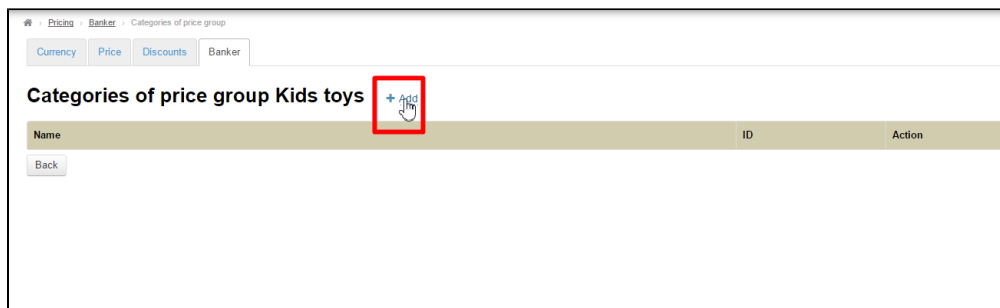 Pricing › Banker › Categories of price group
Currency Price Discounts Banker
Categories of price group Kids toys + Add
Name ID Action
Back